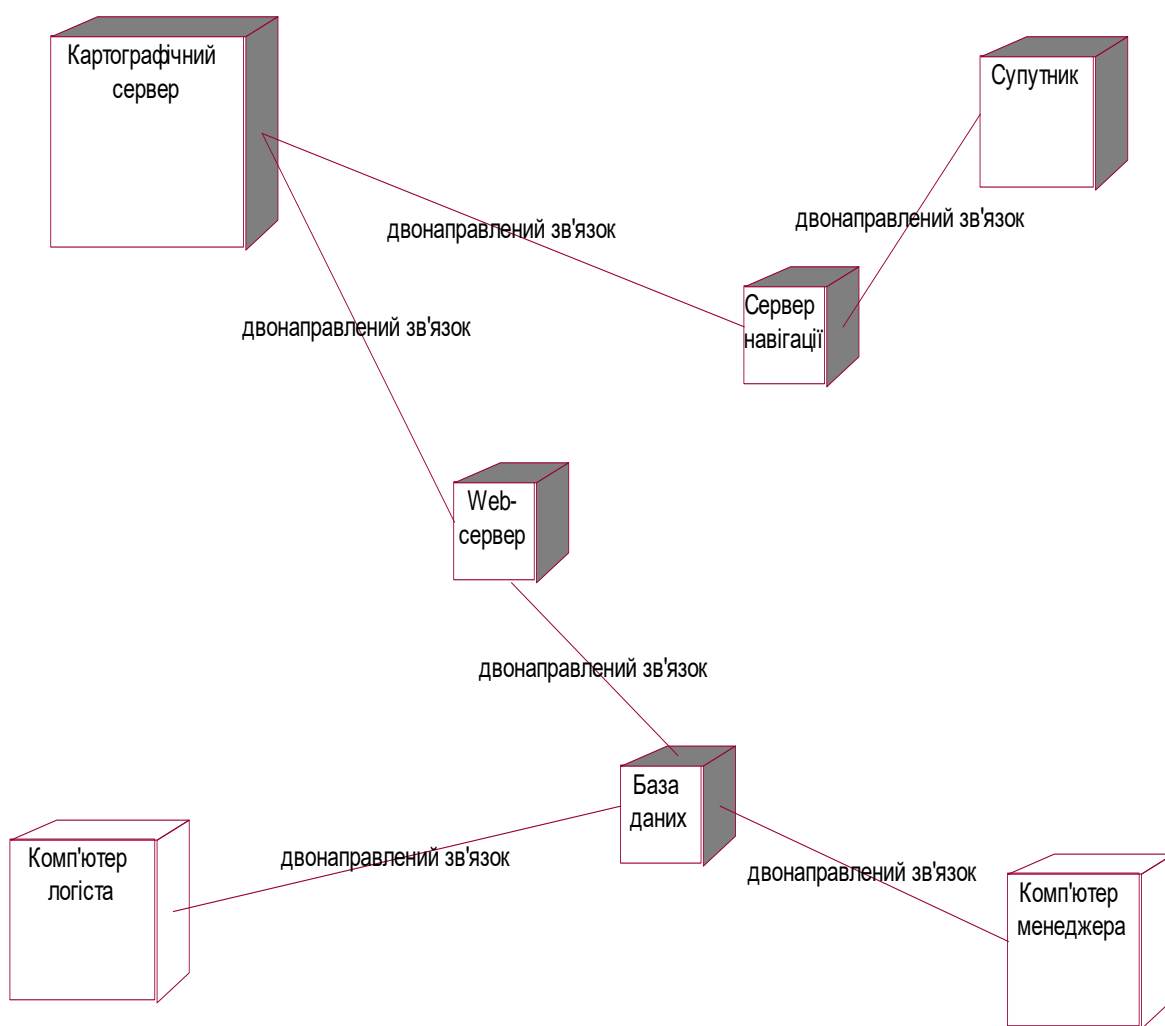 Картографічний
сервер
Супутник
двонаправлений зв'язок
двонаправлений зв'язок
Сервер
навігації
двонаправлений зв'язок
Web-
сервер
двонаправлений зв'язок
База
даних
двонаправлений зв'язок
двонаправлений зв'язок
Комп'ютер
логіста
Комп'ютер
менеджера